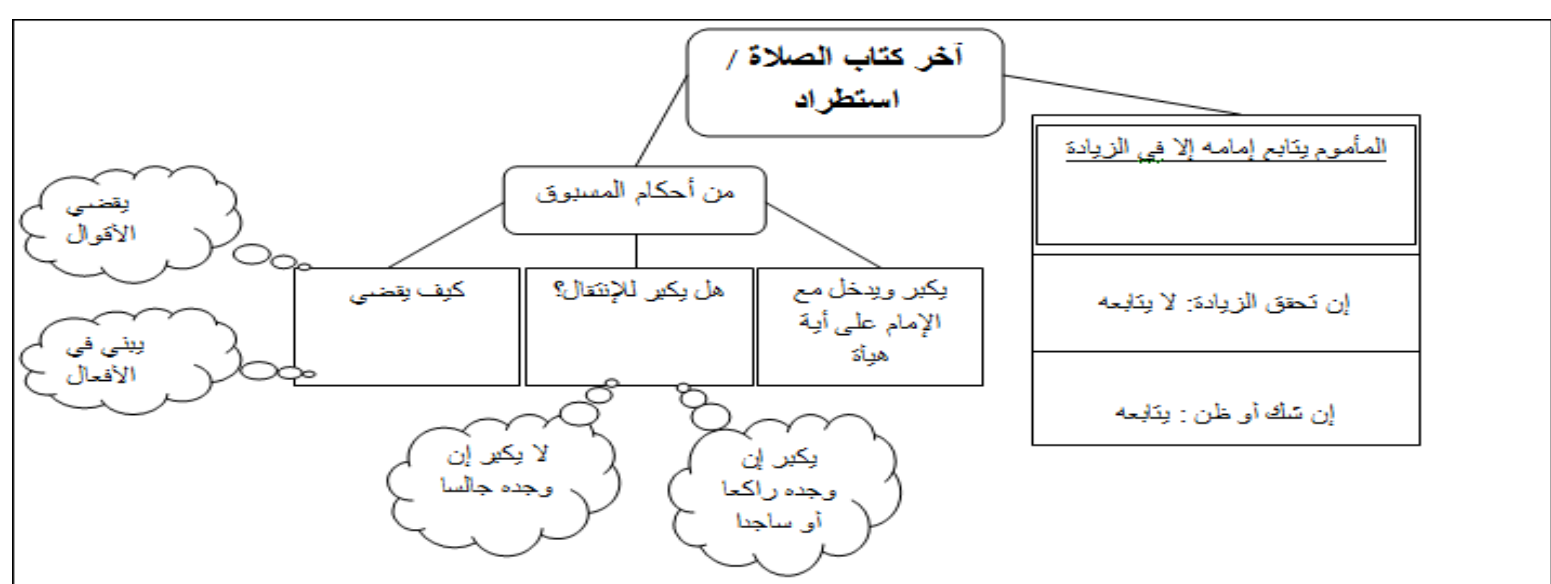 آخر كتاب الصلاة /
استطراد
المأموم يتابع إمامه إلا في الزيادة
إن تحقق الزيادة: لا يتابعه
إن شك أو ظن : يتابعه
من أحكام المسبوق
يكبر ويدخل مع
الإمام على أية
هيأة
هل يكبر للإنتقال؟
يكبر إن
وجده راكعا
أو ساجدا
لا يكبر إن
وجده جالسا
كيف يقضي
يقضي
الأقوال
يبني في
الأفعال